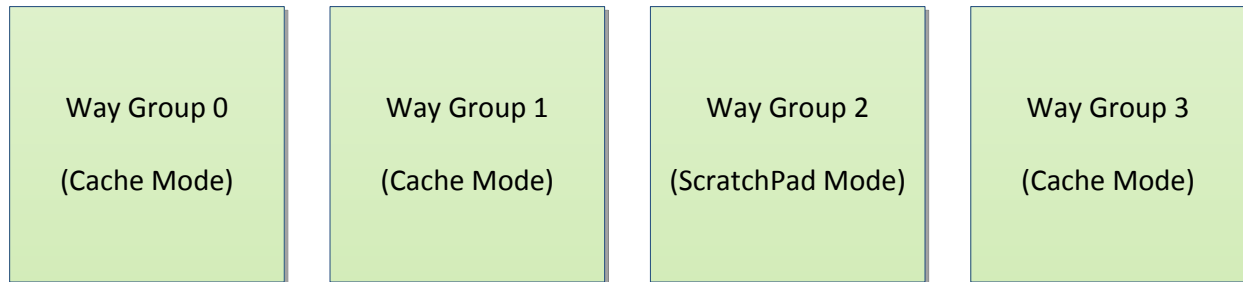 Way Group 0
(Cache Mode)
Way Group 1
(Cache Mode)
Way Group 2
(ScratchPad Mode)
Way Group 3
(Cache Mode)